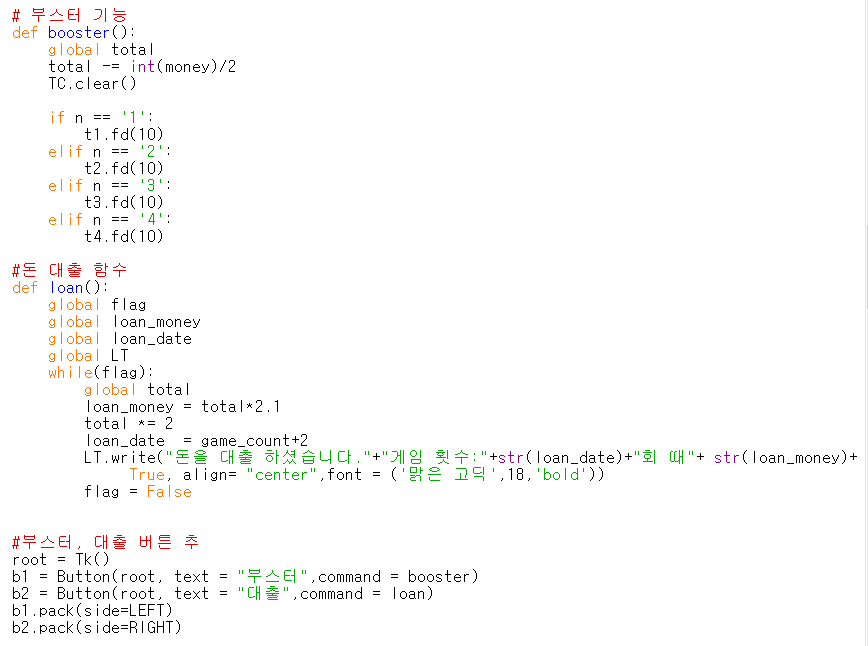 # 부스터 기능
def booster():
    global total
    total -= int(money)/2
    TC.clear()

    if n == '1':
        t1.fd(10)
    elif n == '2':
        t2.fd(10)
    elif n == '3':
        t3.fd(10)
    elif n == '4':
        t4.fd(10)

#돈 대출 함수
def loan():
    global flag
    global loan_money
    global loan_date
    global LT
    while(flag):
        global total
        loan_money = total*2.1
        total *= 2
        loan_date  = game_count+2
        LT.write("돈을 대출 하셨습니다."+"게임 횟수:"+str(loan_date)+"회 때"+ str(loan_money)+
             True, align= "center",font = ('맑은 고딕',18,'bold'))
        flag = False


#부스터, 대출 버튼 추
root = Tk()
b1 = Button(root, text = "부스터",command = booster)
b2 = Button(root, text = "대출",command = loan)
b1.pack(side=LEFT)
b2.pack(side=RIGHT)